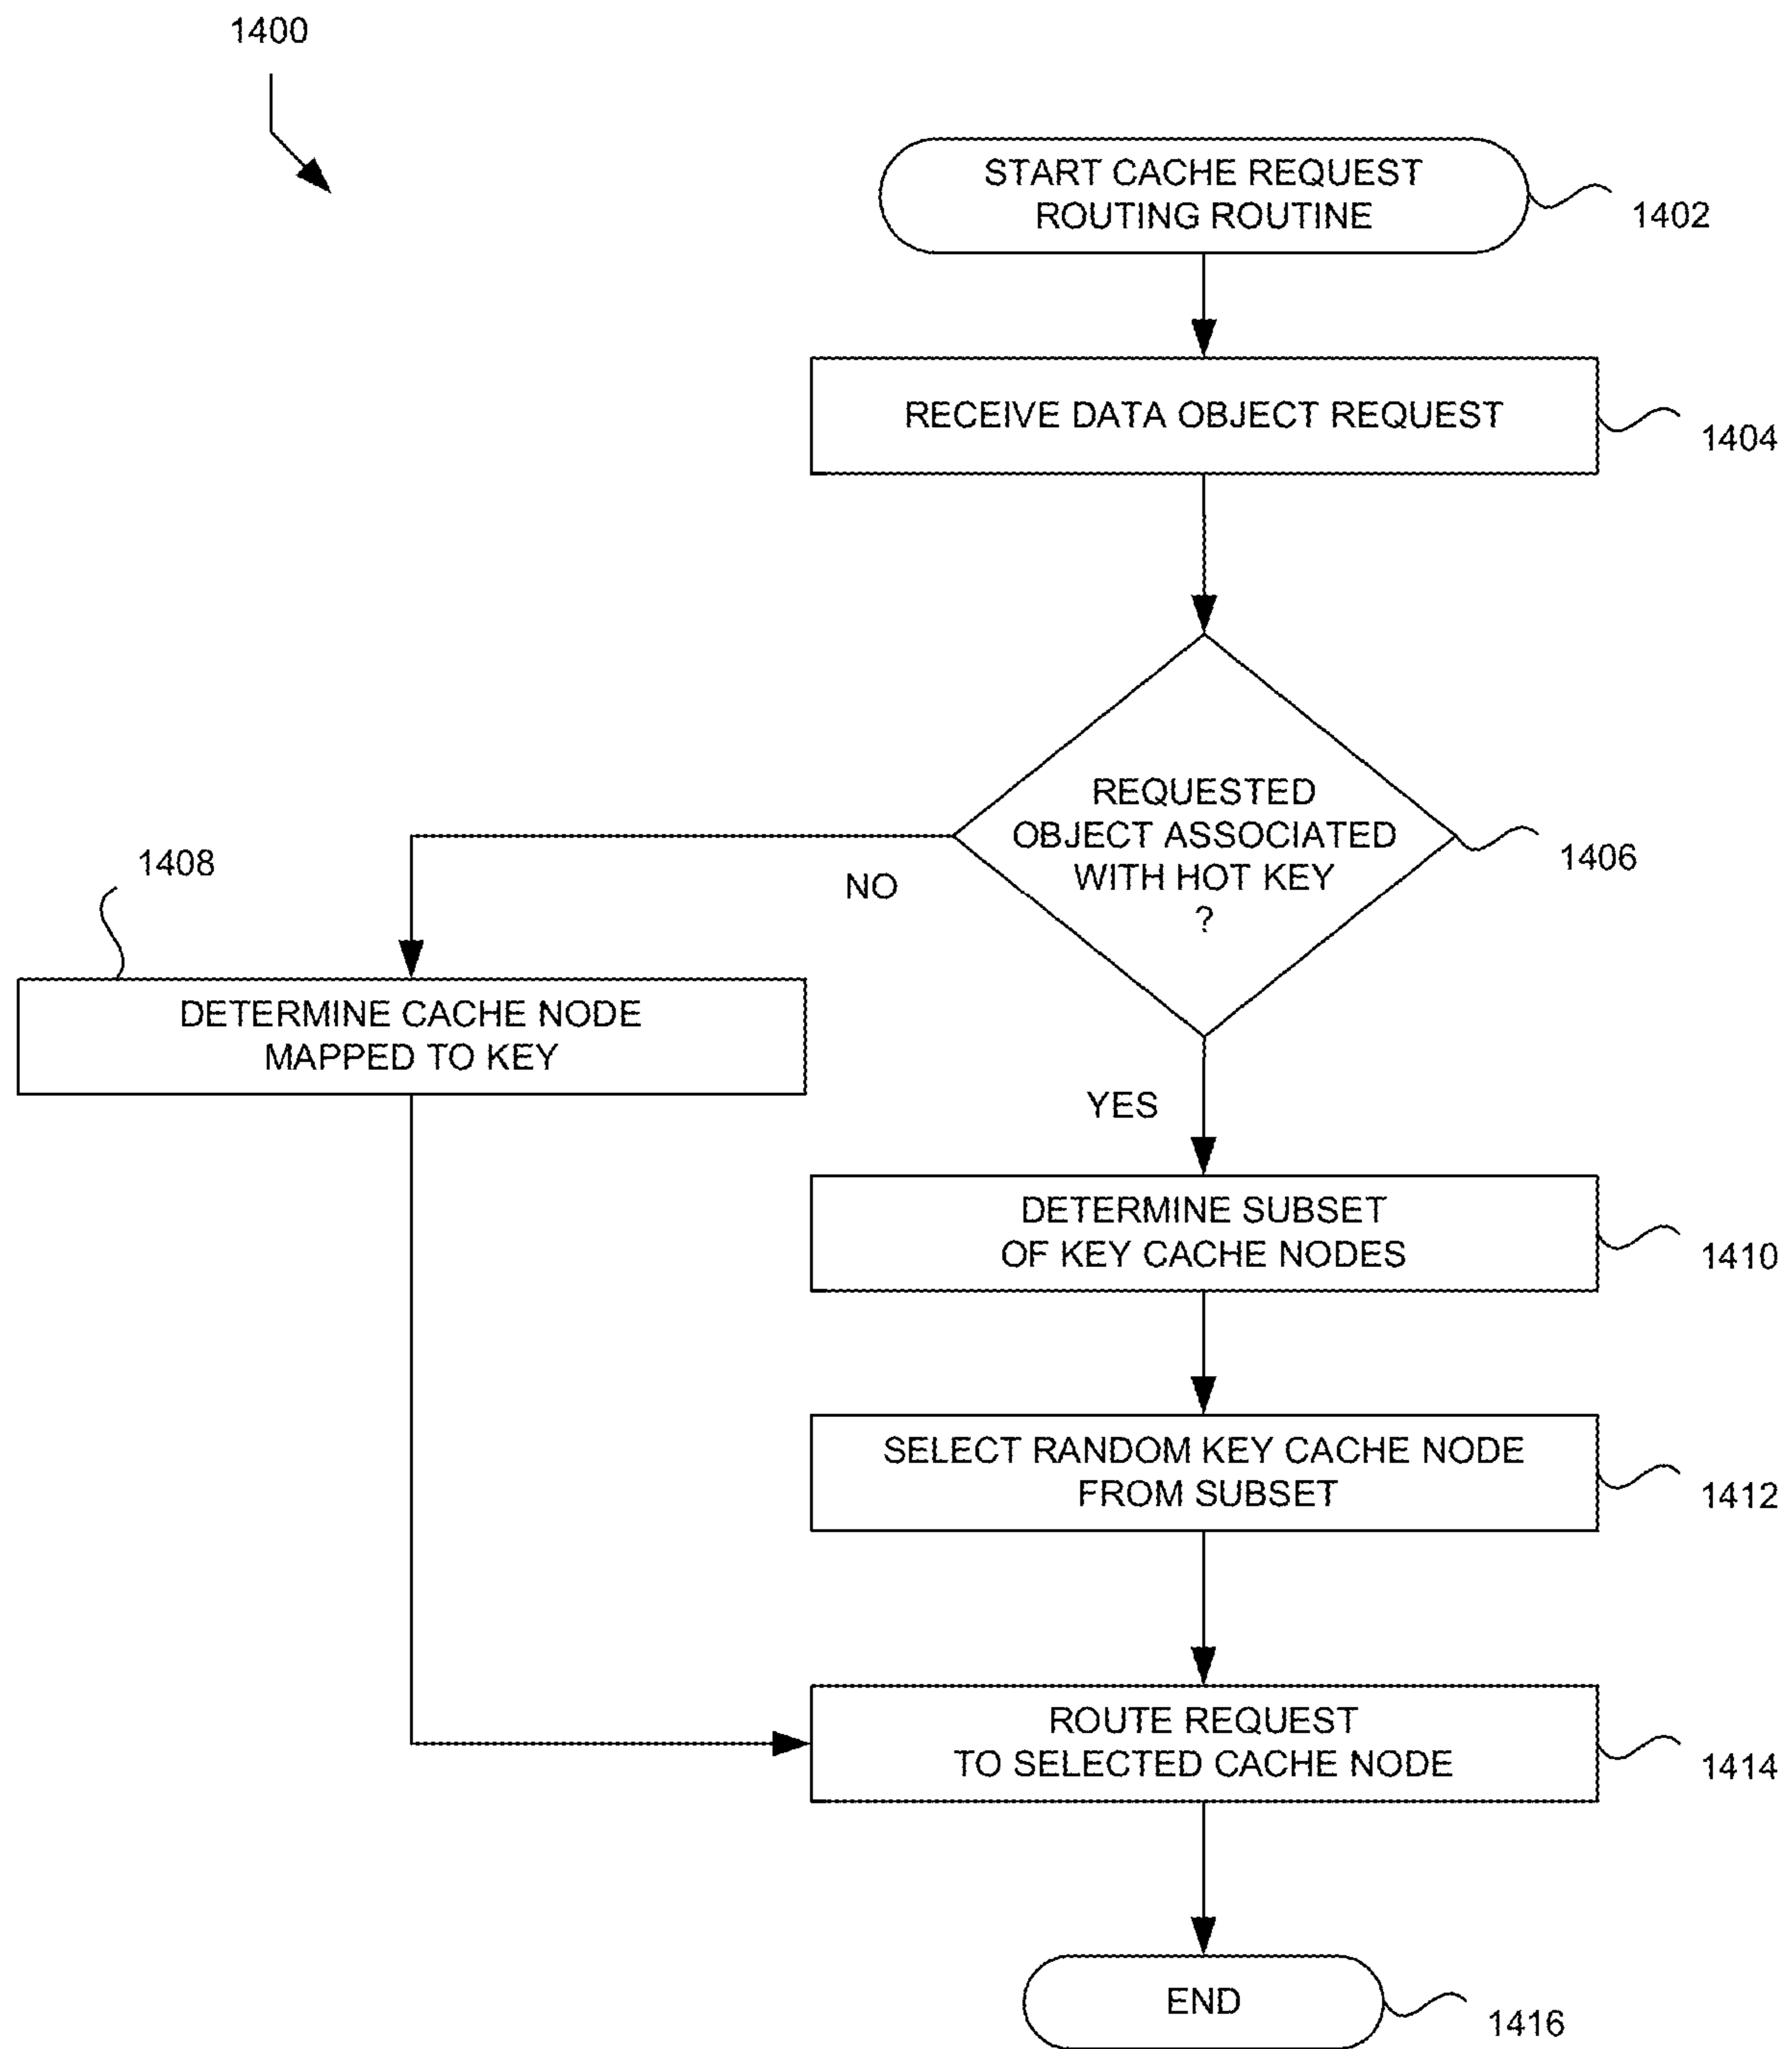 1400
START CACHE REQUEST
ROUTING ROUTINE
1402
RECEIVE DATA OBJECT REQUEST
1404
REQUESTED
OBJECT ASSOCIATED
WITH HOT KEY
?
1406
NO
1408
DETERMINE CACHE NODE
MAPPED TO KEY
YES
DETERMINE SUBSET
OF KEY CACHE NODES
1410
SELECT RANDOM KEY CACHE NODE
FROM SUBSET
1412
ROUTE REQUEST
TO SELECTED CACHE NODE
1414
END
1416